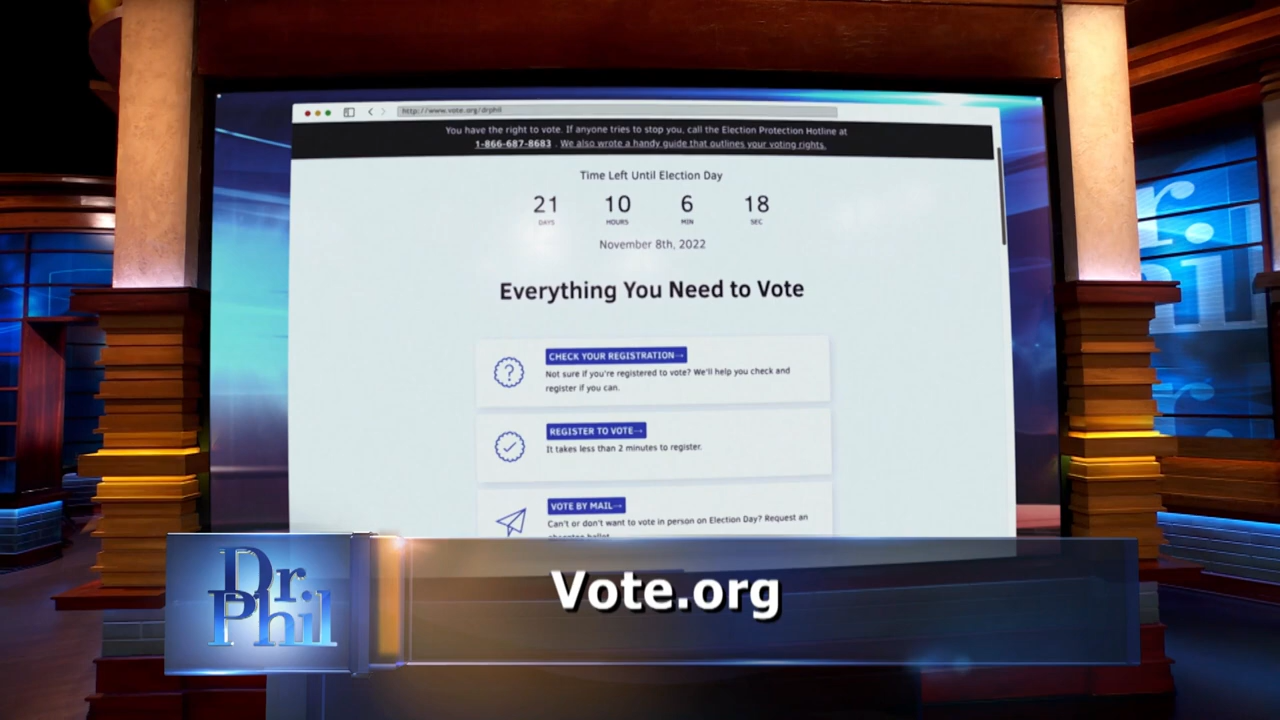 http://www.vote.org/drphil
You have the right to vote. If anyone tries to stop you, call the Election Protection Hotline at
1-866-687-8683 . We also wrote a handy guide that outlines your voting rights.
Time Left Until Election Day
21 10 6 18
DAYS HOURS MIN SEC
November 8th, 2022
Everything You Need to Vote
CHECK YOUR REGISTRATION→
Not sure if you're registered to vote? We'll help you check and
register if you can.
REGISTER TO VOTE→
It takes less than 2 minutes to register.
VOTE BY MAIL→
Can't or don't want to vote in person on Election Day? Request an
ballot
r.
hil
Dr.
Phil
Vote.org